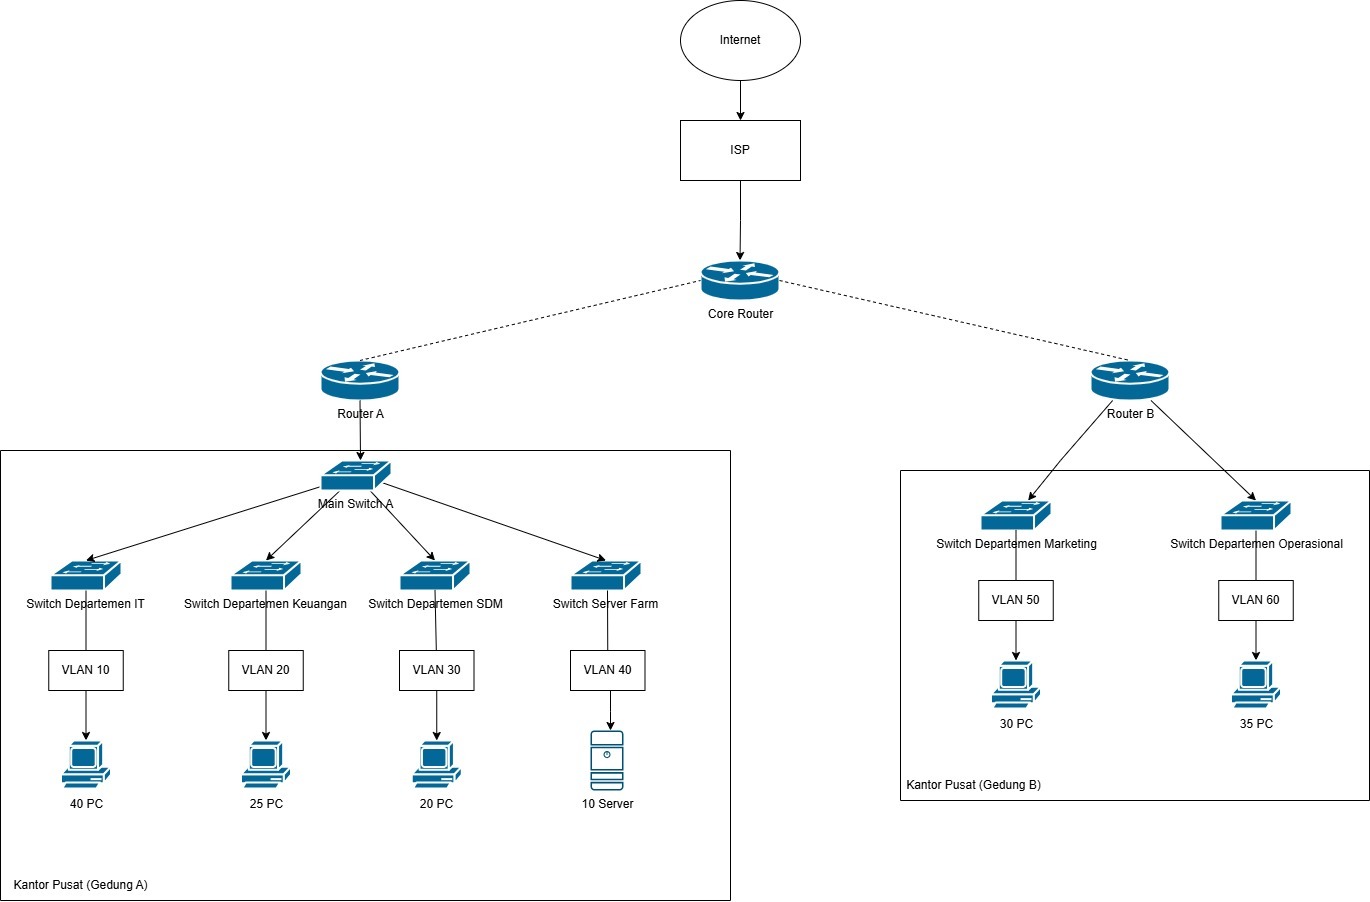 Internet
ISP
Core Router
Router A
Router B
Main Switch A
Switch Departemen IT
Switch Departemen Keuangan
Switch Departemen SDM
Switch Server Farm
VLAN 10
VLAN 20
VLAN 30
VLAN 40
40 PC
25 PC
20 PC
10 Server
Kantor Pusat (Gedung A)
Switch Departemen Marketing
Switch Departemen Operasional
VLAN 50
VLAN 60
30 PC
35 PC
Kantor Pusat (Gedung B)